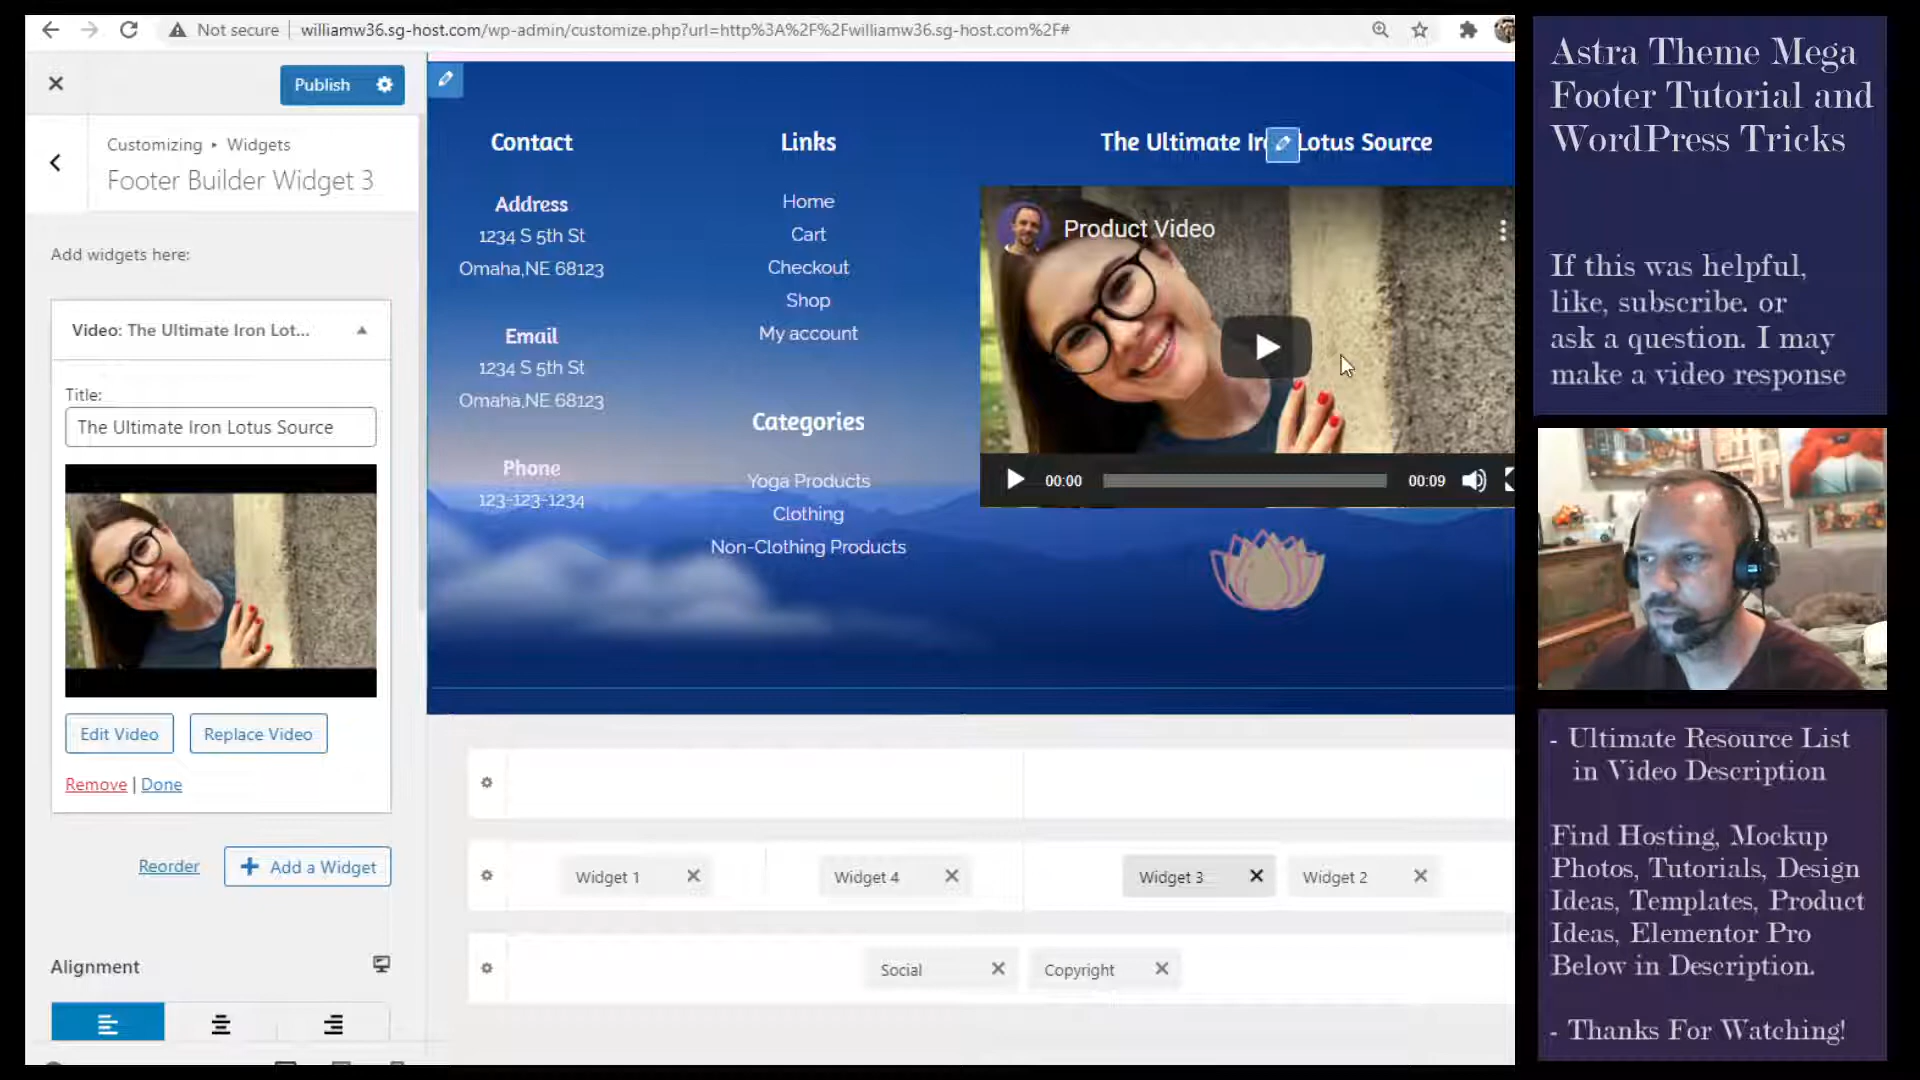 Not secure
williamw36.sg-host.com/wp-admin/customize.php?url=http%3A%2F%2Fwilliamw36.sg-host.com%2F#
Publish
Customizing ▸ Widgets
Footer Builder Widget 3
Add widgets here:
Video: The Ultimate Iron Lot...
Title:
The Ultimate Iron Lotus Source
Edit Video
Replace Video
Remove | Done
Reorder
+ Add a Widget
Alignment
Contact
Address
1234 S 5th St
Omaha,NE 68123
Email
1234 S 5th St
Omaha,NE 68123
Phone
123-123-1234
Links
Home
Cart
Checkout
Shop
My account
Categories
Yoga Products
Clothing
Non-Clothing Products
The Ultimate Ir Lotus Source
Product Video
00:00
00:09
Widget 1
Widget 4
Widget 3
Widget 2
Social
Copyright
Astra Theme Mega
Footer Tutorial and
WordPress Tricks
If this was helpful,
like, subscribe. or
ask a question. I may
make a video response
- Ultimate Resource List
in Video Description
Find Hosting, Mockup
Photos, Tutorials, Design
Ideas, Templates, Product
Ideas, Elementor Pro
Below in Description.
- Thanks For Watching!